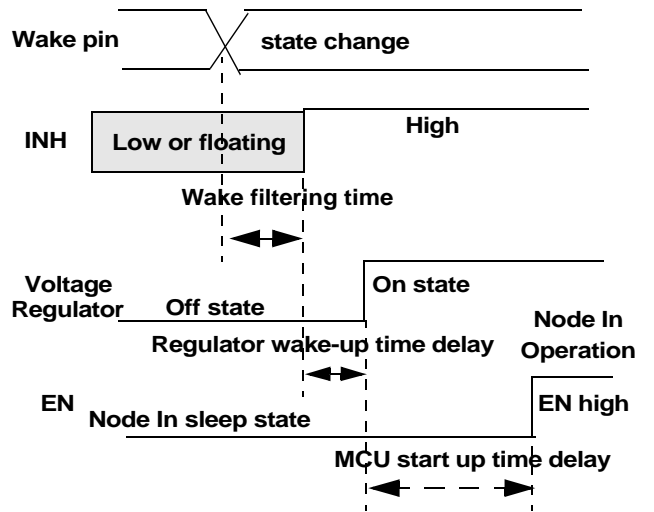 Wake pin
state change
INH
Low or floating
High
Wake filtering time
Voltage
Regulator
Off state
On state
Regulator wake-up time delay
Node In
Operation
EN
Node In sleep state
EN high
MCU start up time delay